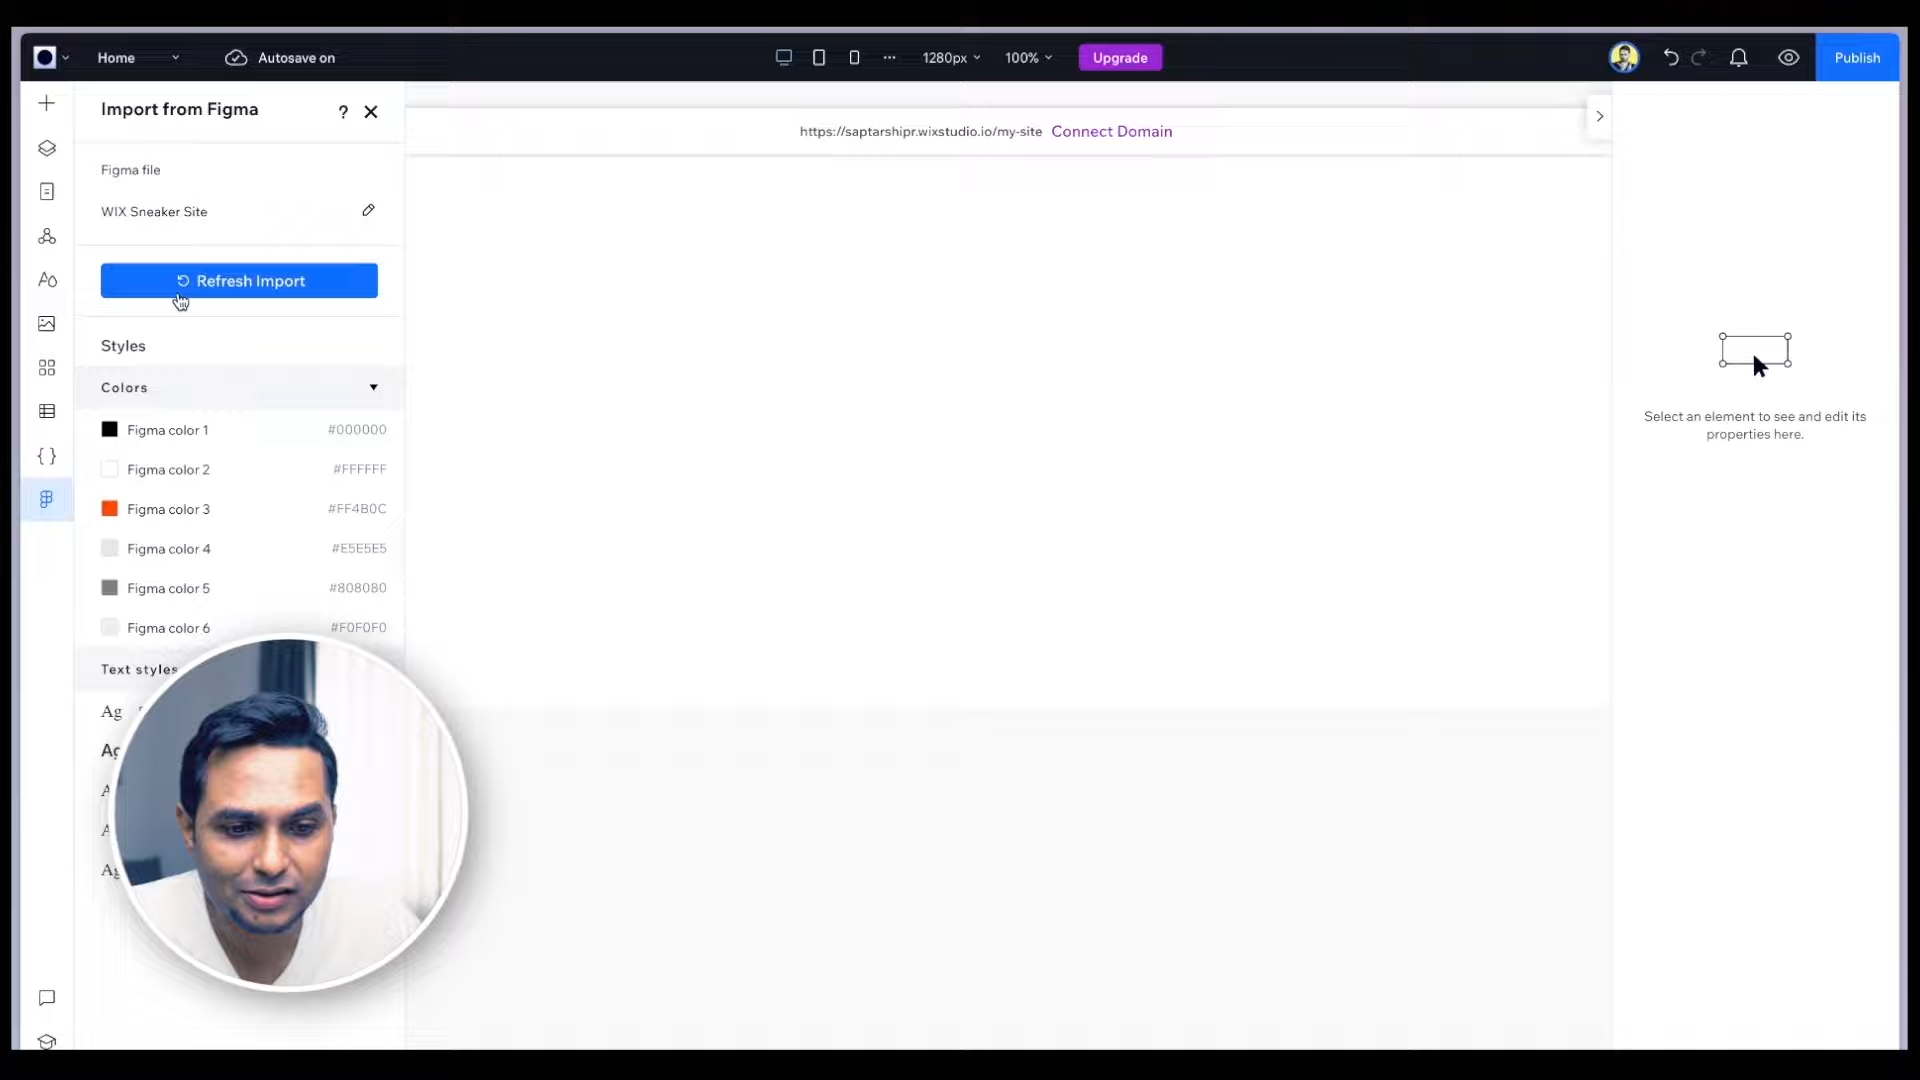 Home
Autosave on
1280px
100%
Upgrade
Publish
Import from Figma
?
https://saptarshipr.wixstudio.io/my-site Connect Domain
Figma file
WIX Sneaker Site
Refresh Import
Styles
Colors
Figma color 1 #000000
Figma color 2 #FFFFFF
Figma color 3 #FF4B0C
Figma color 4 #E5E5E5
Figma color 5 #808080
Figma color 6 #F0F0F0
Text styles
Ag
Ag
Select an element to see and edit its
properties here.